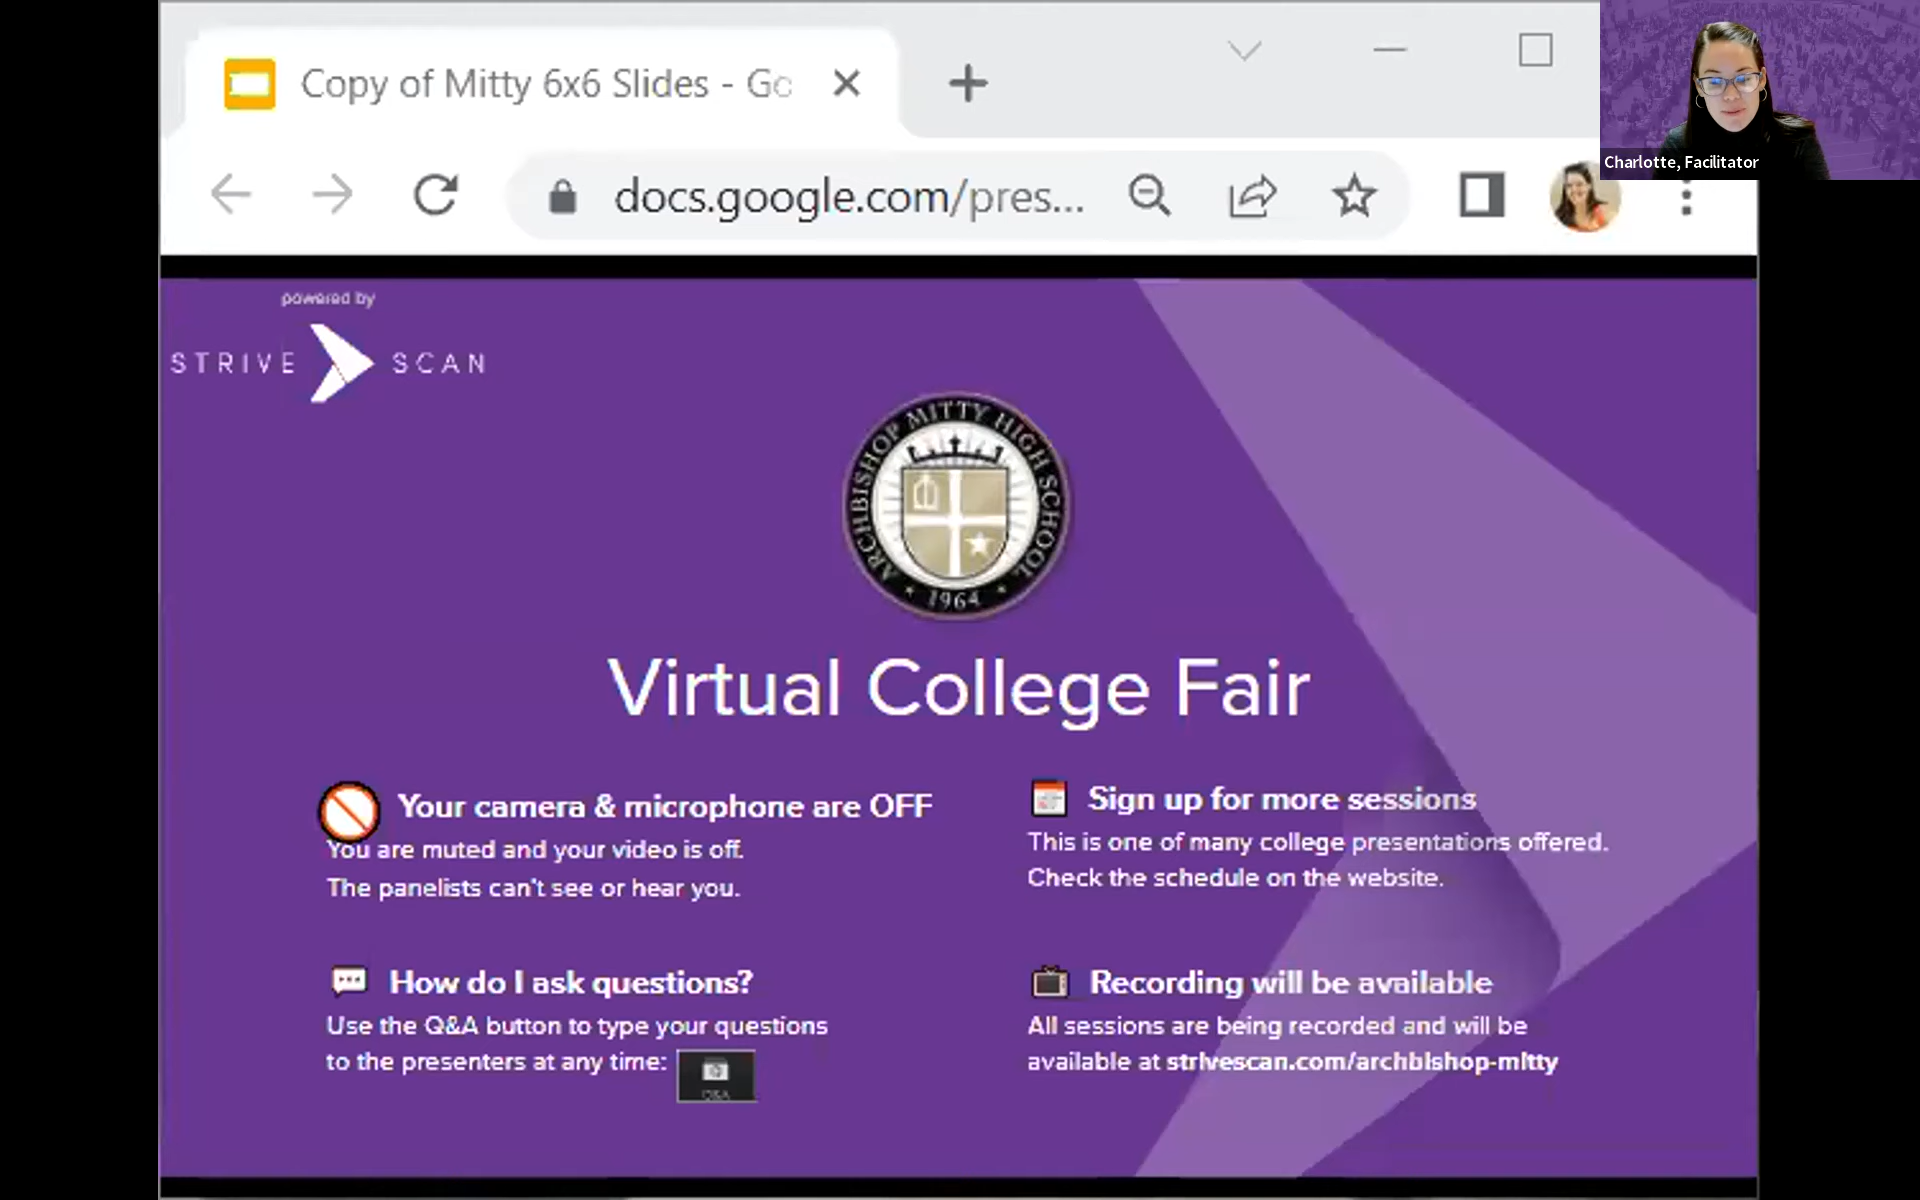 Copy of Mitty 6x6 Slides - Go
docs.google.com/pres...
Charlotte, Facilitator
powered by
STRIVE SCAN
ARCHBISHOP MITTY HIGH SCHOOL
1964
Virtual College Fair
Your camera & microphone are OFF
You are muted and your video is off.
The panelists can't see or hear you.
Sign up for more sessions
This is one of many college presentations offered.
Check the schedule on the website.
How do I ask questions?
Use the Q&A button to type your questions
to the presenters at any time:
Q&A
Recording will be available
All sessions are being recorded and will be
available at strivescan.com/archbishop-mitty